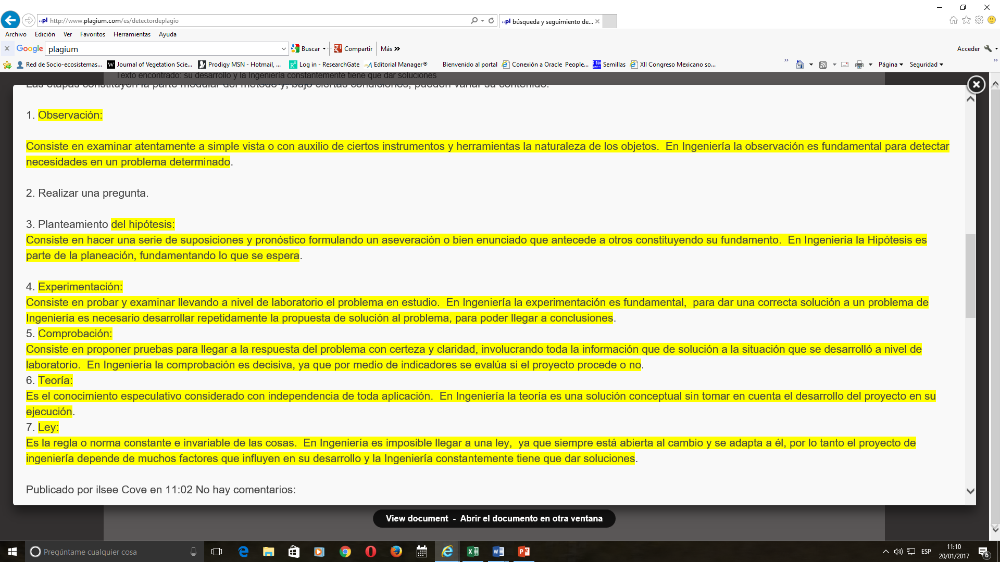 http://www.plagium.com/es/detectordeplagio
búsqueda y seguimiento de...
Archivo Edición Ver Favoritos Herramientas Ayuda
x Google plagium Buscar Compartir Más »
Acceder
Red de Socio-ecosistemas... Journal of Vegetation Scie... Prodigy MSN - Hotmail, ... Log in - ResearchGate Editorial Manager® Bienvenido al portal Conexión a Oracle People... Semillas XII Congreso Mexicano so...
Página Seguridad
Texto encontrado: su desarrollo y la Ingeniería constantemente tiene que dar soluciones
Las etapas constituyen la parte medular del metodo y, bajo ciertas condiciones, pueden variar su contenido.
1. Observación:
Consiste en examinar atentamente a simple vista o con auxilio de ciertos instrumentos y herramientas la naturaleza de los objetos. En Ingeniería la observación es fundamental para detectar
necesidades en un problema determinado.
2. Realizar una pregunta.
3. Planteamiento del hipótesis:
Consiste en hacer una serie de suposiciones y pronóstico formulando un aseveración o bien enunciado que antecede a otros constituyendo su fundamento. En Ingeniería la Hipótesis es
parte de la planeación, fundamentando lo que se espera.
4. Experimentación:
Consiste en probar y examinar llevando a nivel de laboratorio el problema en estudio. En Ingeniería la experimentación es fundamental, para dar una correcta solución a un problema de
Ingeniería es necesario desarrollar repetidamente la propuesta de solución al problema, para poder llegar a conclusiones.
5. Comprobación:
Consiste en proponer pruebas para llegar a la respuesta del problema con certeza y claridad, involucrando toda la información que de solución a la situación que se desarrolló a nivel de
laboratorio. En Ingeniería la comprobación es decisiva, ya que por medio de indicadores se evalúa si el proyecto procede o no.
6. Teoría:
Es el conocimiento especulativo considerado con independencia de toda aplicación. En Ingeniería la teoría es una solución conceptual sin tomar en cuenta el desarrollo del proyecto en su
ejecución.
7. Ley:
Es la regla o norma constante e invariable de las cosas. En Ingeniería es imposible llegar a una ley, ya que siempre está abierta al cambio y se adapta a él, por lo tanto el proyecto de
ingeniería depende de muchos factores que influyen en su desarrollo y la Ingeniería constantemente tiene que dar soluciones.
Publicado por ilsee Cove en 11:02 No hay comentarios:
View document - Abrir el documento en otra ventana
Pregúntame cualquier cosa
ESP
11:10
20/01/2017
6